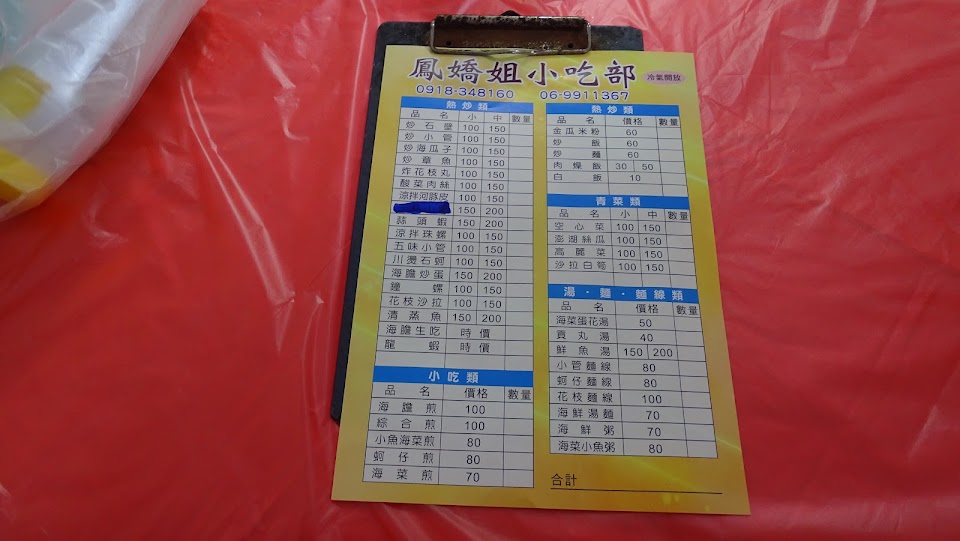 鳳嬌姐小吃部 冷氣開放
0918-348160 06-9911367
熱炒類
品名 小 中 數量
炒石蟳 100 150
炒小管 100 150
炒海瓜子 100 150
炒章魚 100 150
炸花枝丸 100 150
酸菜肉絲 100 150
涼拌河豚皮 100 150
150 200
蒜頭蝦 150 200
涼拌珠螺 100 150
五味小管 100 150
川燙石蚵 100 150
海膽炒蛋 150 200
鐘螺 100 150
花枝沙拉 100 150
清蒸魚 150 200
海膽生吃 時價
龍蝦 時價
小吃類
品名 價格 數量
海膽煎 100
綜合煎 100
小魚海菜煎 80
蚵仔煎 80
海菜煎 70
熱炒類
品名 價格 數量
金瓜米粉 60
炒飯 60
炒麵 60
肉燥飯 30 50
白飯 10
青菜類
品名 小 中 數量
空心菜 100 150
澎湖絲瓜 100 150
高麗菜 100 150
沙拉白筍 100 150
湯・麵・麵線類
品名 價格 數量
海菜蛋花湯 50
貢丸湯 40
鮮魚湯 150 200
小管麵線 80
蚵仔麵線 80
花枝麵線 100
海鮮湯麵 70
海鮮粥 70
海菜小魚粥 80
合計